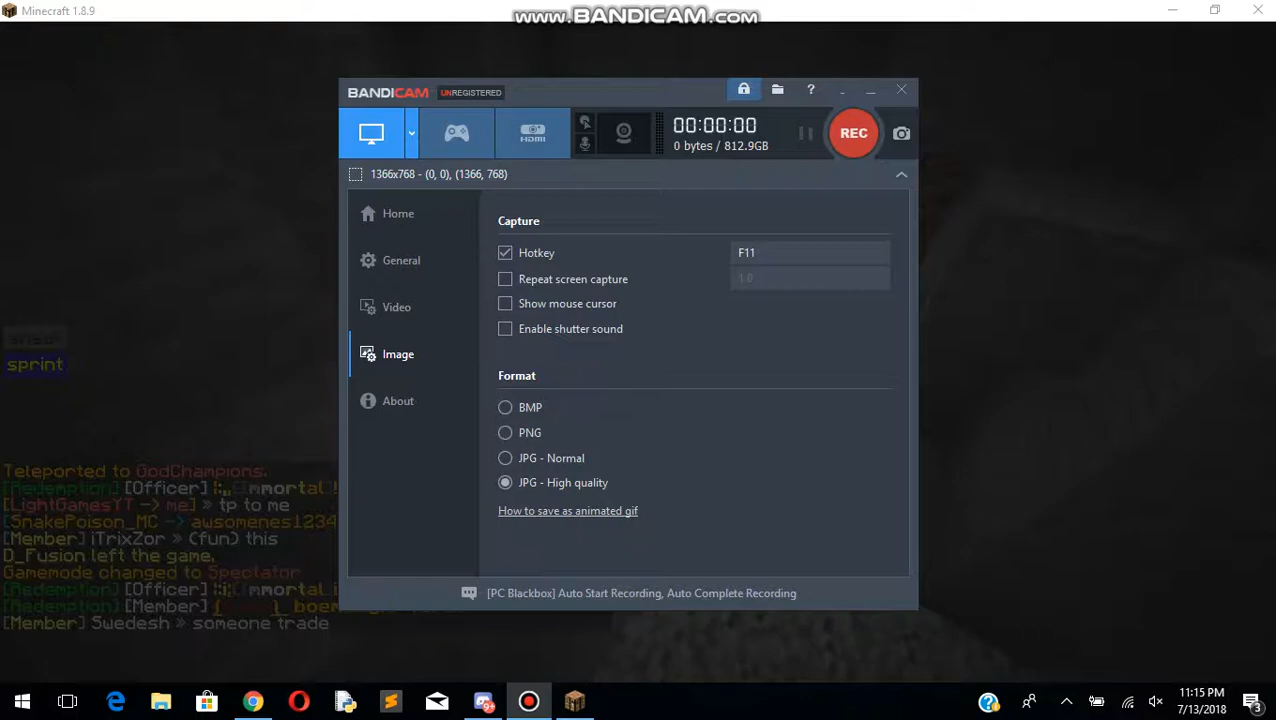 Minecraft 1.8.9
www.BANDICAM.com
BANDICAM UNREGISTERED
?
HDMI
00:00:00
0 bytes / 812.9GB
REC
1366x768 - (0, 0), (1366, 768)
Home
General
Video
Image
About
Capture
Hotkey
F11
Repeat screen capture
1.0
Show mouse cursor
Enable shutter sound
Format
BMP
PNG
JPG - Normal
JPG - High quality
How to save as animated gif
[PC Blackbox] Auto Start Recording, Auto Complete Recording
sprint
Teleported to GodChampions.
[Redemption] [Officer]
[LightGamesYT -> me] » tp to me
[SnakePoison_MC -> awsomenes1234
[Member] iTrixZor » (fun) this
D_Fusion left the game.
Gamemode changed to Spectator
[Redemption] [Officer]
[Redemption] [Member]
[Member] Swedesh » someone trade
11:15 PM
7/13/2018
3